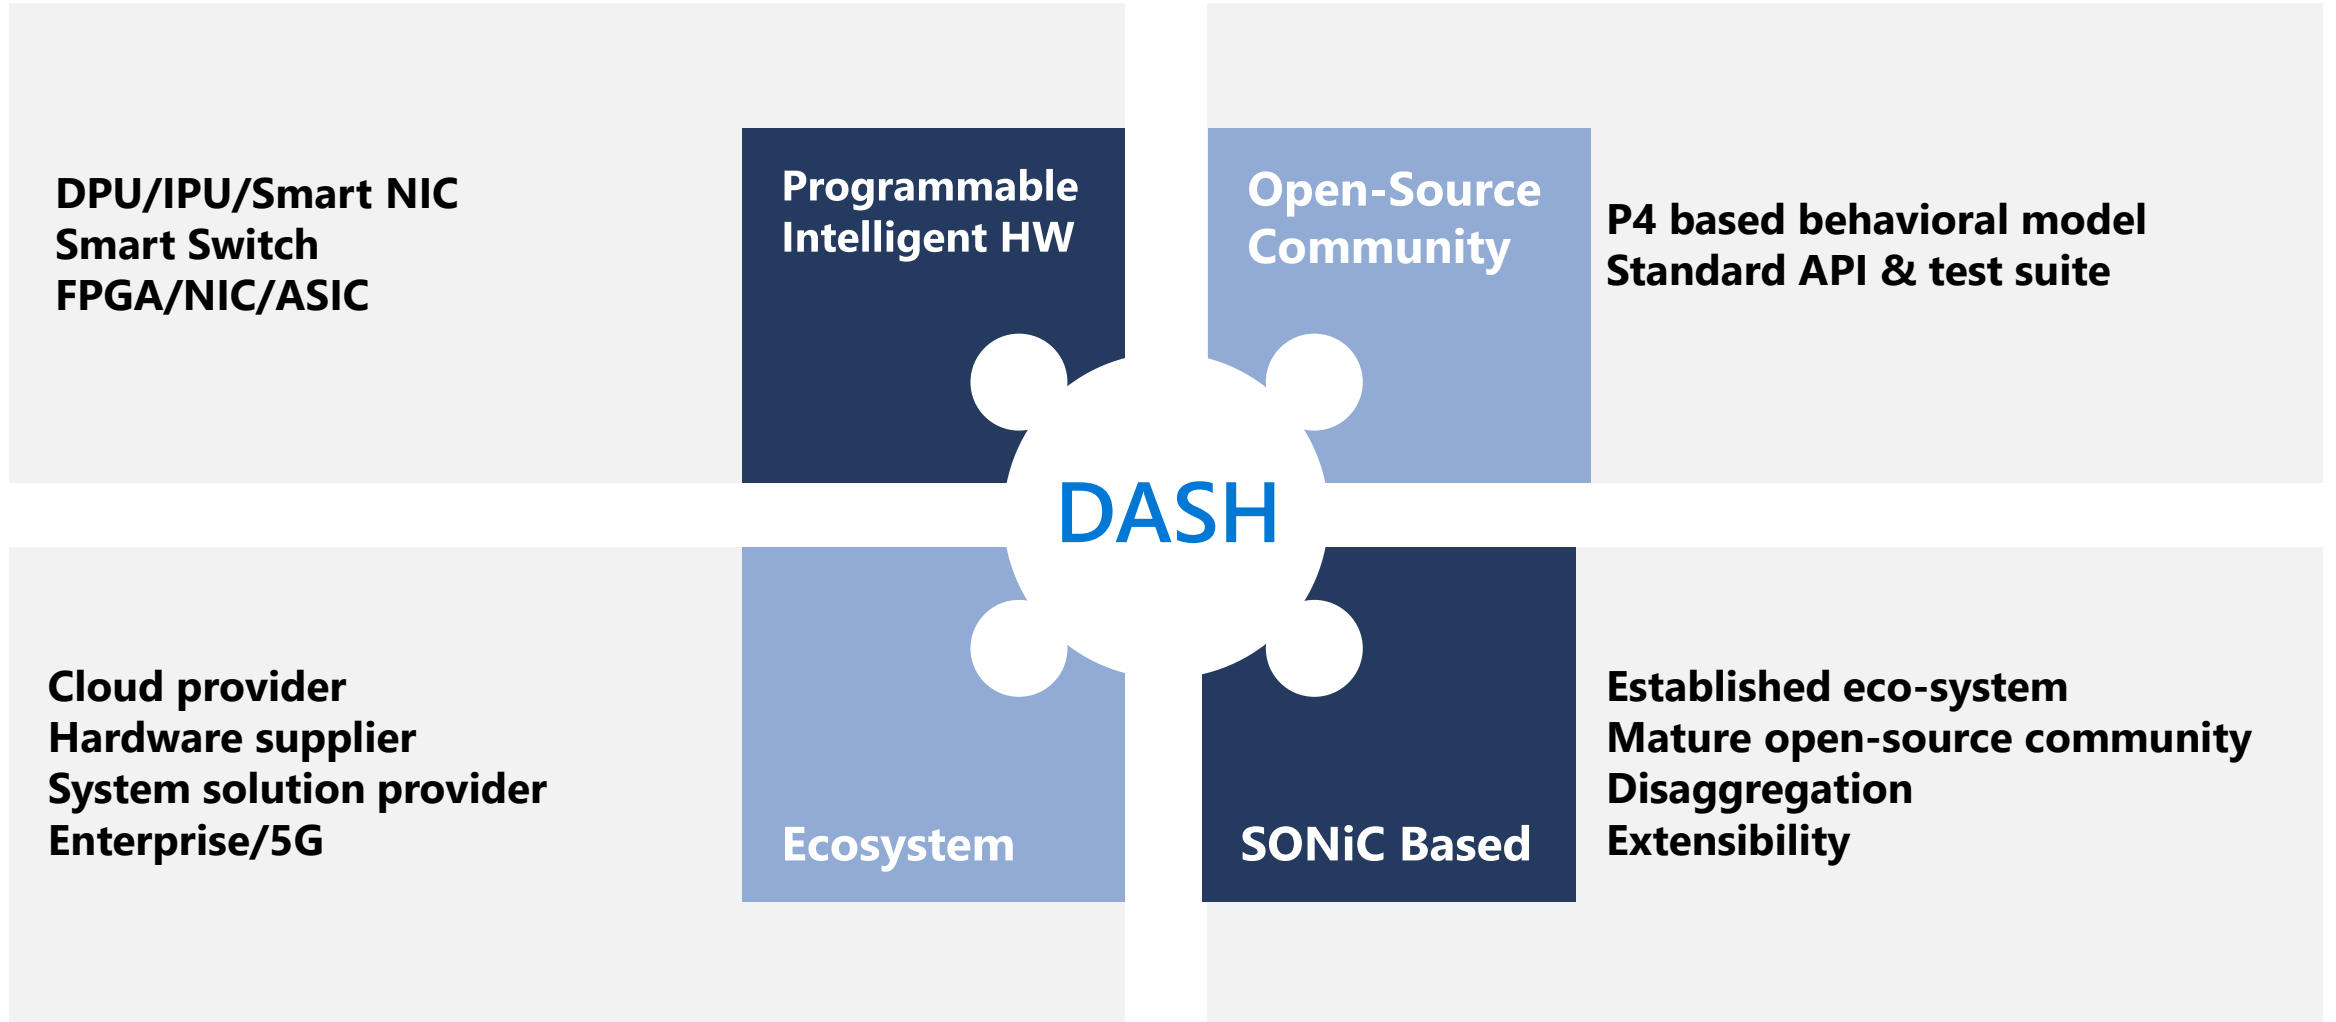 DPU/IPU/Smart NIC
Smart Switch
FPGA/NIC/ASIC
Programmable
Intelligent HW
Open-Source
Community
P4 based behavioral model
Standard API & test suite
DASH
Cloud provider
Hardware supplier
System solution provider
Enterprise/5G
Ecosystem
SONiC Based
Established eco-system
Mature open-source community
Disaggregation
Extensibility